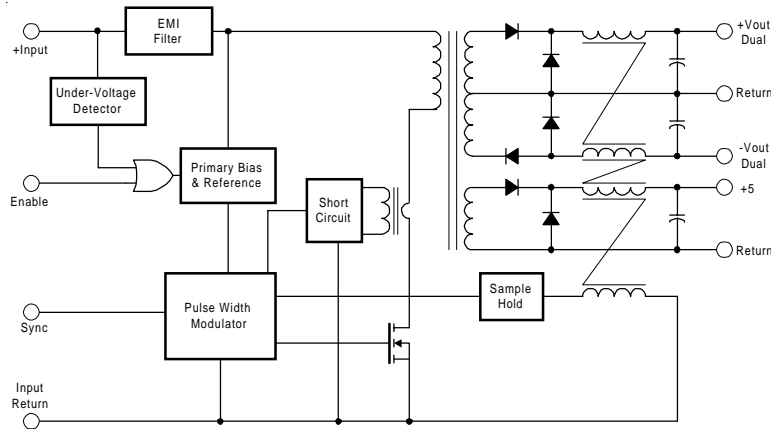 EMI
Filter
+Input
Under-Voltage
Detector
Enable
Primary Bias
& Reference
Short
Circuit
Pulse Width
Modulator
Sample
Hold
Sync
Input
Return
+Vout
Dual
Return
-Vout
Dual
+5
Return